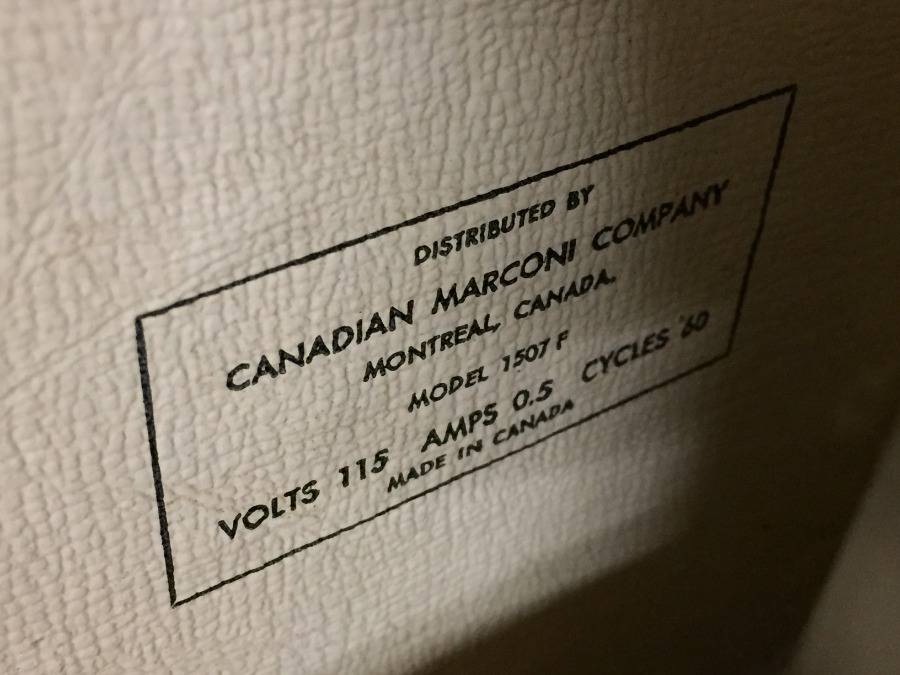 DISTRIBUTED BY
CANADIAN MARCONI COMPANY
MONTREAL, CANADA.
MODEL 1507 F
VOLTS 115 AMPS 0.5 CYCLES 60
MADE IN CANADA